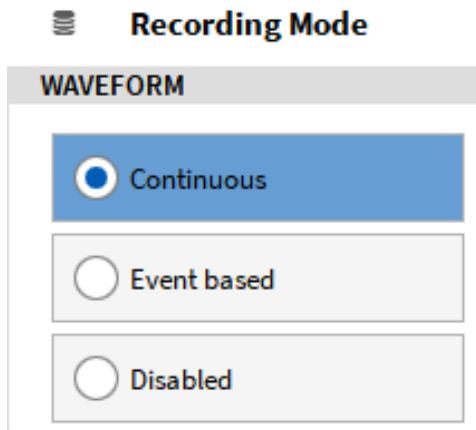 Recording Mode
WAVEFORM
Continuous
Event based
Disabled